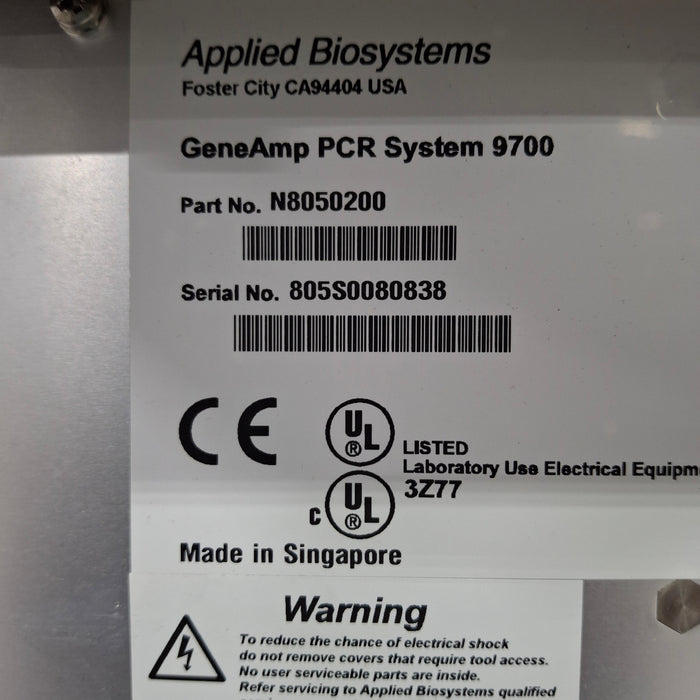 Applied Biosystems
Foster City CA94404 USA
GeneAmp PCR System 9700
Part No. N8050200
Serial No. 805S0080838
CE
UL ®
LISTED
Laboratory Use Electrical
3Z77
C UL ®
Made in Singapore
Warning
To reduce the chance of electrical shock
do not remove covers that require tool access.
No user serviceable parts are inside.
Refer servicing to Applied Biosystems qualified